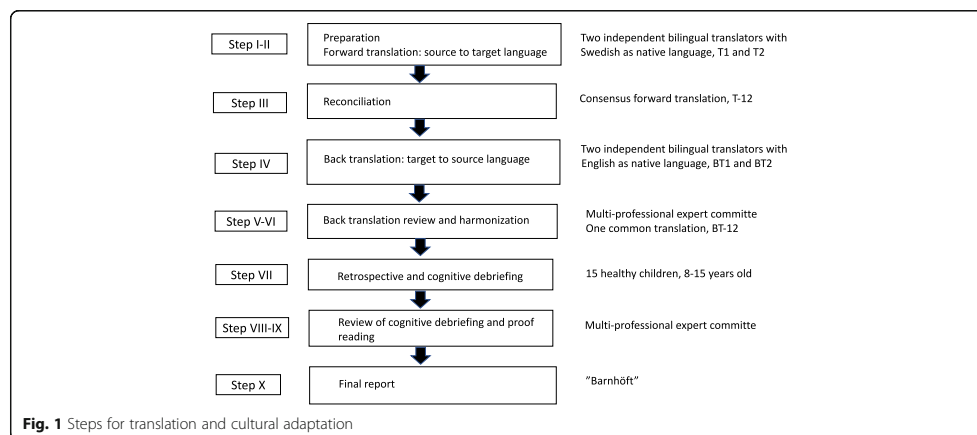 Step I-II
Preparation
Forward translation: source to target language
Two independent bilingual translators with
Swedish as native language, T1 and T2
Step III
Reconciliation
Consensus forward translation, T-12
Step IV
Back translation: target to source language
Two independent bilingual translators with
English as native language, BT1 and BT2
Step V-VI
Back translation review and harmonization
Multi-professional expert committe
One common translation, BT-12
Step VII
Retrospective and cognitive debriefing
15 healthy children, 8-15 years old
Step VIII-IX
Review of cognitive debriefing and proof
reading
Multi-professional expert committe
Step X
Final report
”Barnhöft”
Fig. 1 Steps for translation and cultural adaptation